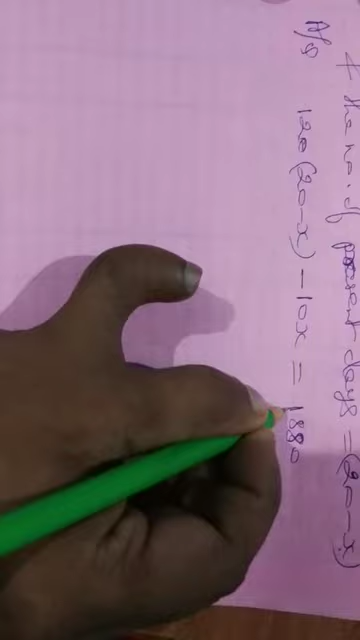 & the no. of present days = (20-x)
A/Q 120(20-x) - 10x = 1880